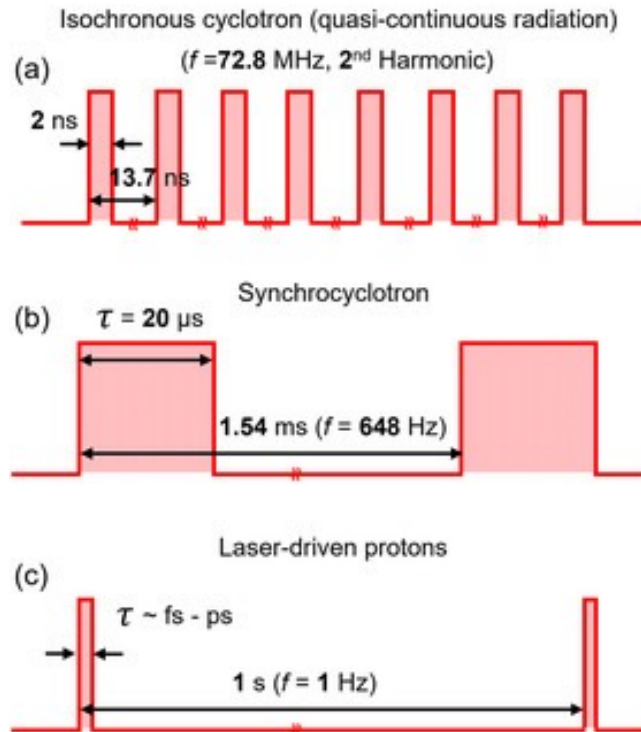 Isochronous cyclotron (quasi-continuous radiation)
(f =72.8 MHz, 2nd Harmonic)
(a)
2 ns
13.7 ns
Synchrocyclotron
(b)
τ = 20 μs
1.54 ms (f = 648 Hz)
Laser-driven protons
(c)
τ ~ fs - ps
1 s (f = 1 Hz)